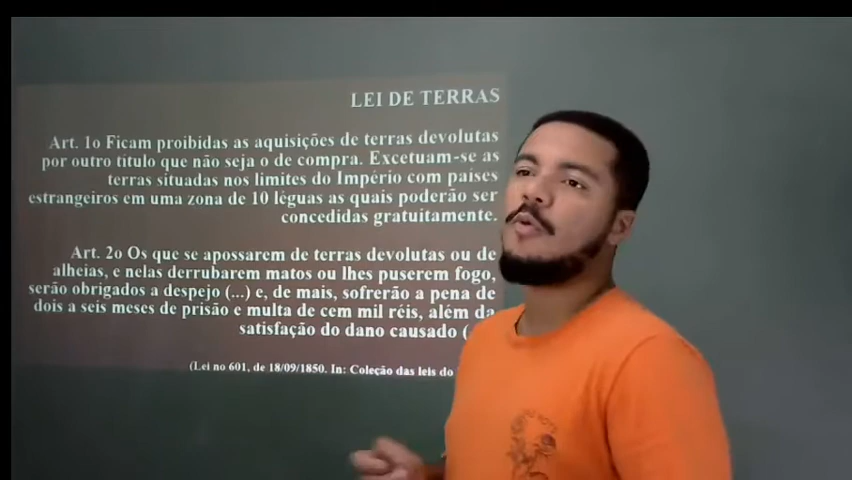 LEI DE TERRAS
Art. 1o Ficam proibidas as aquisições de terras devolutas
por outro título que não seja o de compra. Excetuam-se as
terras situadas nos limites do Império com países
estrangeiros em uma zona de 10 léguas as quais poderão ser
concedidas gratuitamente.
Art. 2o Os que se apossarem de terras devolutas ou de
alheias, e nelas derrubarem matos ou lhes puserem fogo,
serão obrigados a despejo (...) e, de mais, sofrerão a pena de
dois a seis meses de prisão e multa de cem mil réis, além da
satisfação do dano causado (
(Lei no 601, de 18/09/1850. In: Coleção das leis do